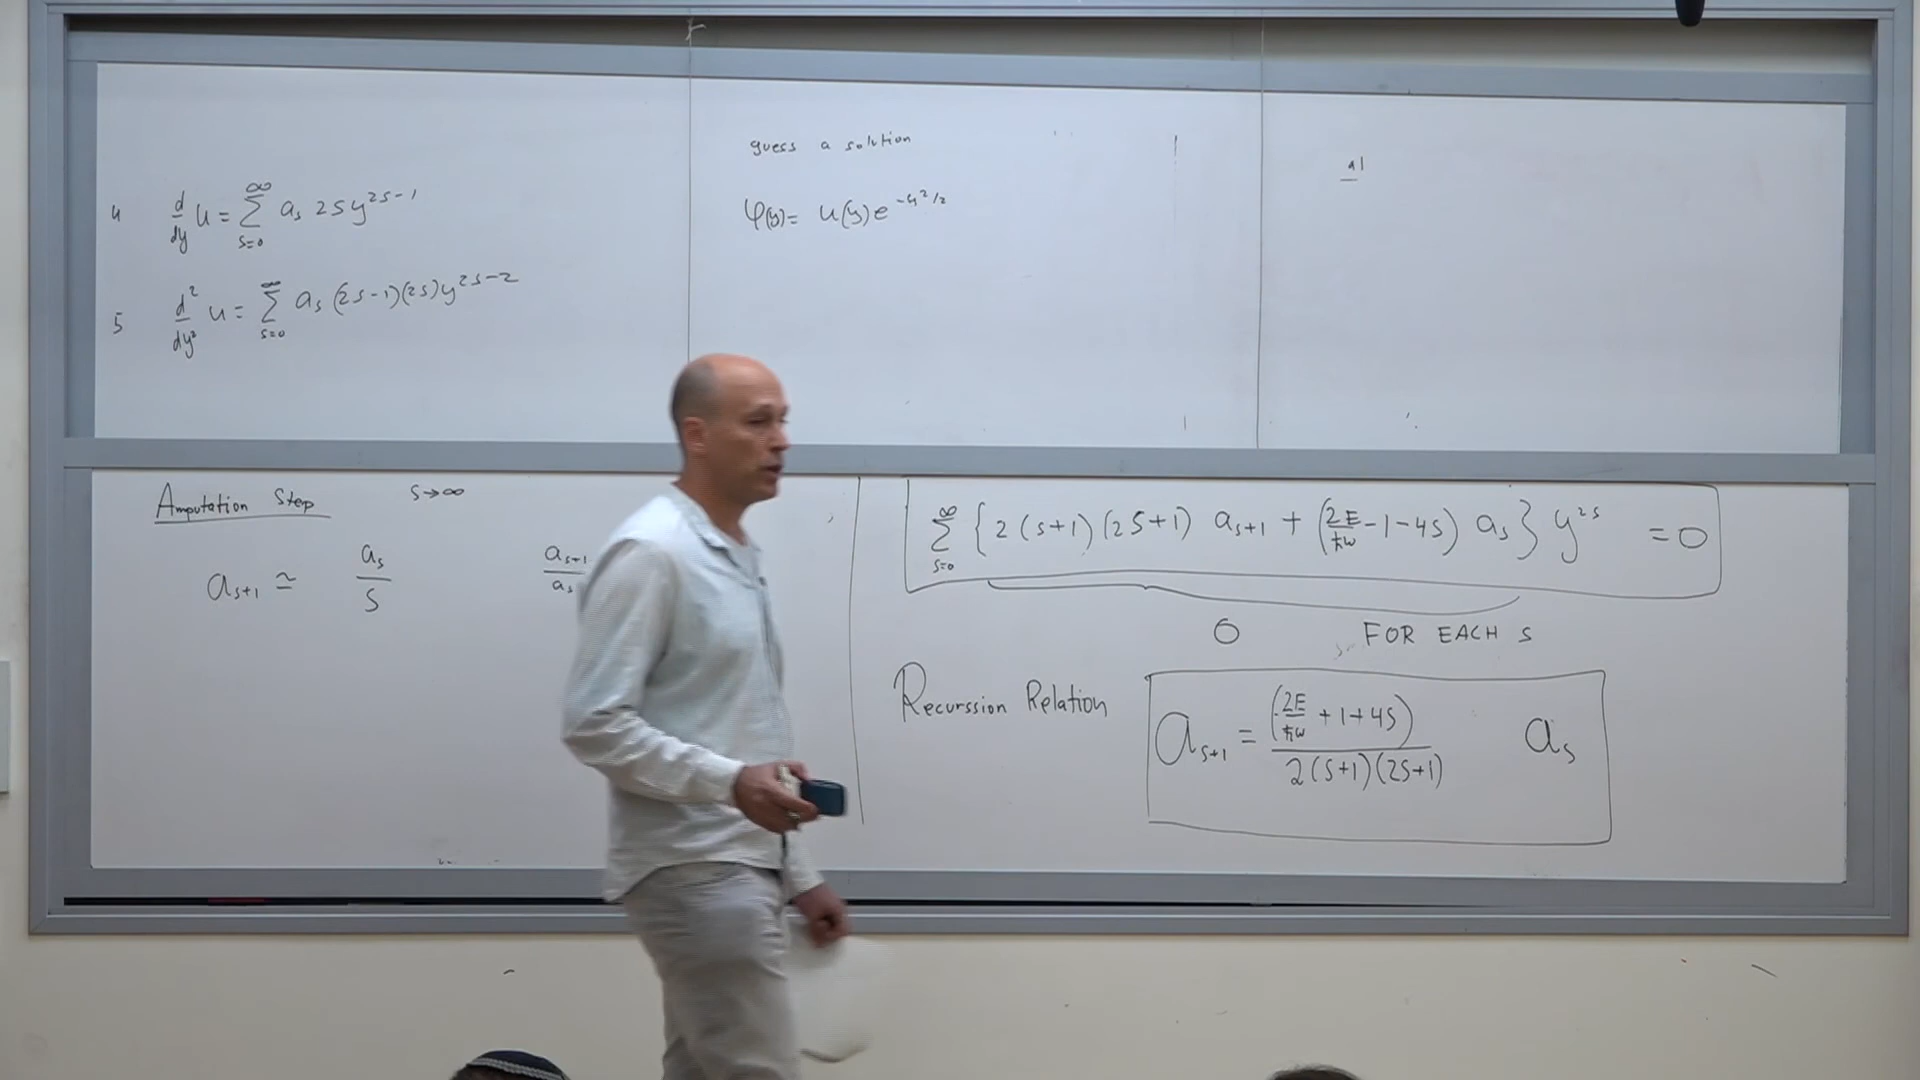 4 d/dy u = ∑_{s=0}^{∞} a_s 2s y^{2s-1}
5 d²/dy² u = ∑_{s=0}^{∞} a_s (2s-1)(2s) y^{2s-2}
guess a solution
φ(y) = u(y) e^{-y²/2}
al
Amputation Step s→∞
a_{s+1} ≃ a_s/s a_{s+1}/a_s
∑_{s=0}^{∞} { 2(s+1)(2s+1) a_{s+1} + (2E/ħω - 1 - 4s) a_s } y^{2s} = 0
0 FOR EACH s
Recurssion Relation a_{s+1} = (2E/ħω + 1 + 4s) / 2(s+1)(2s+1) a_s